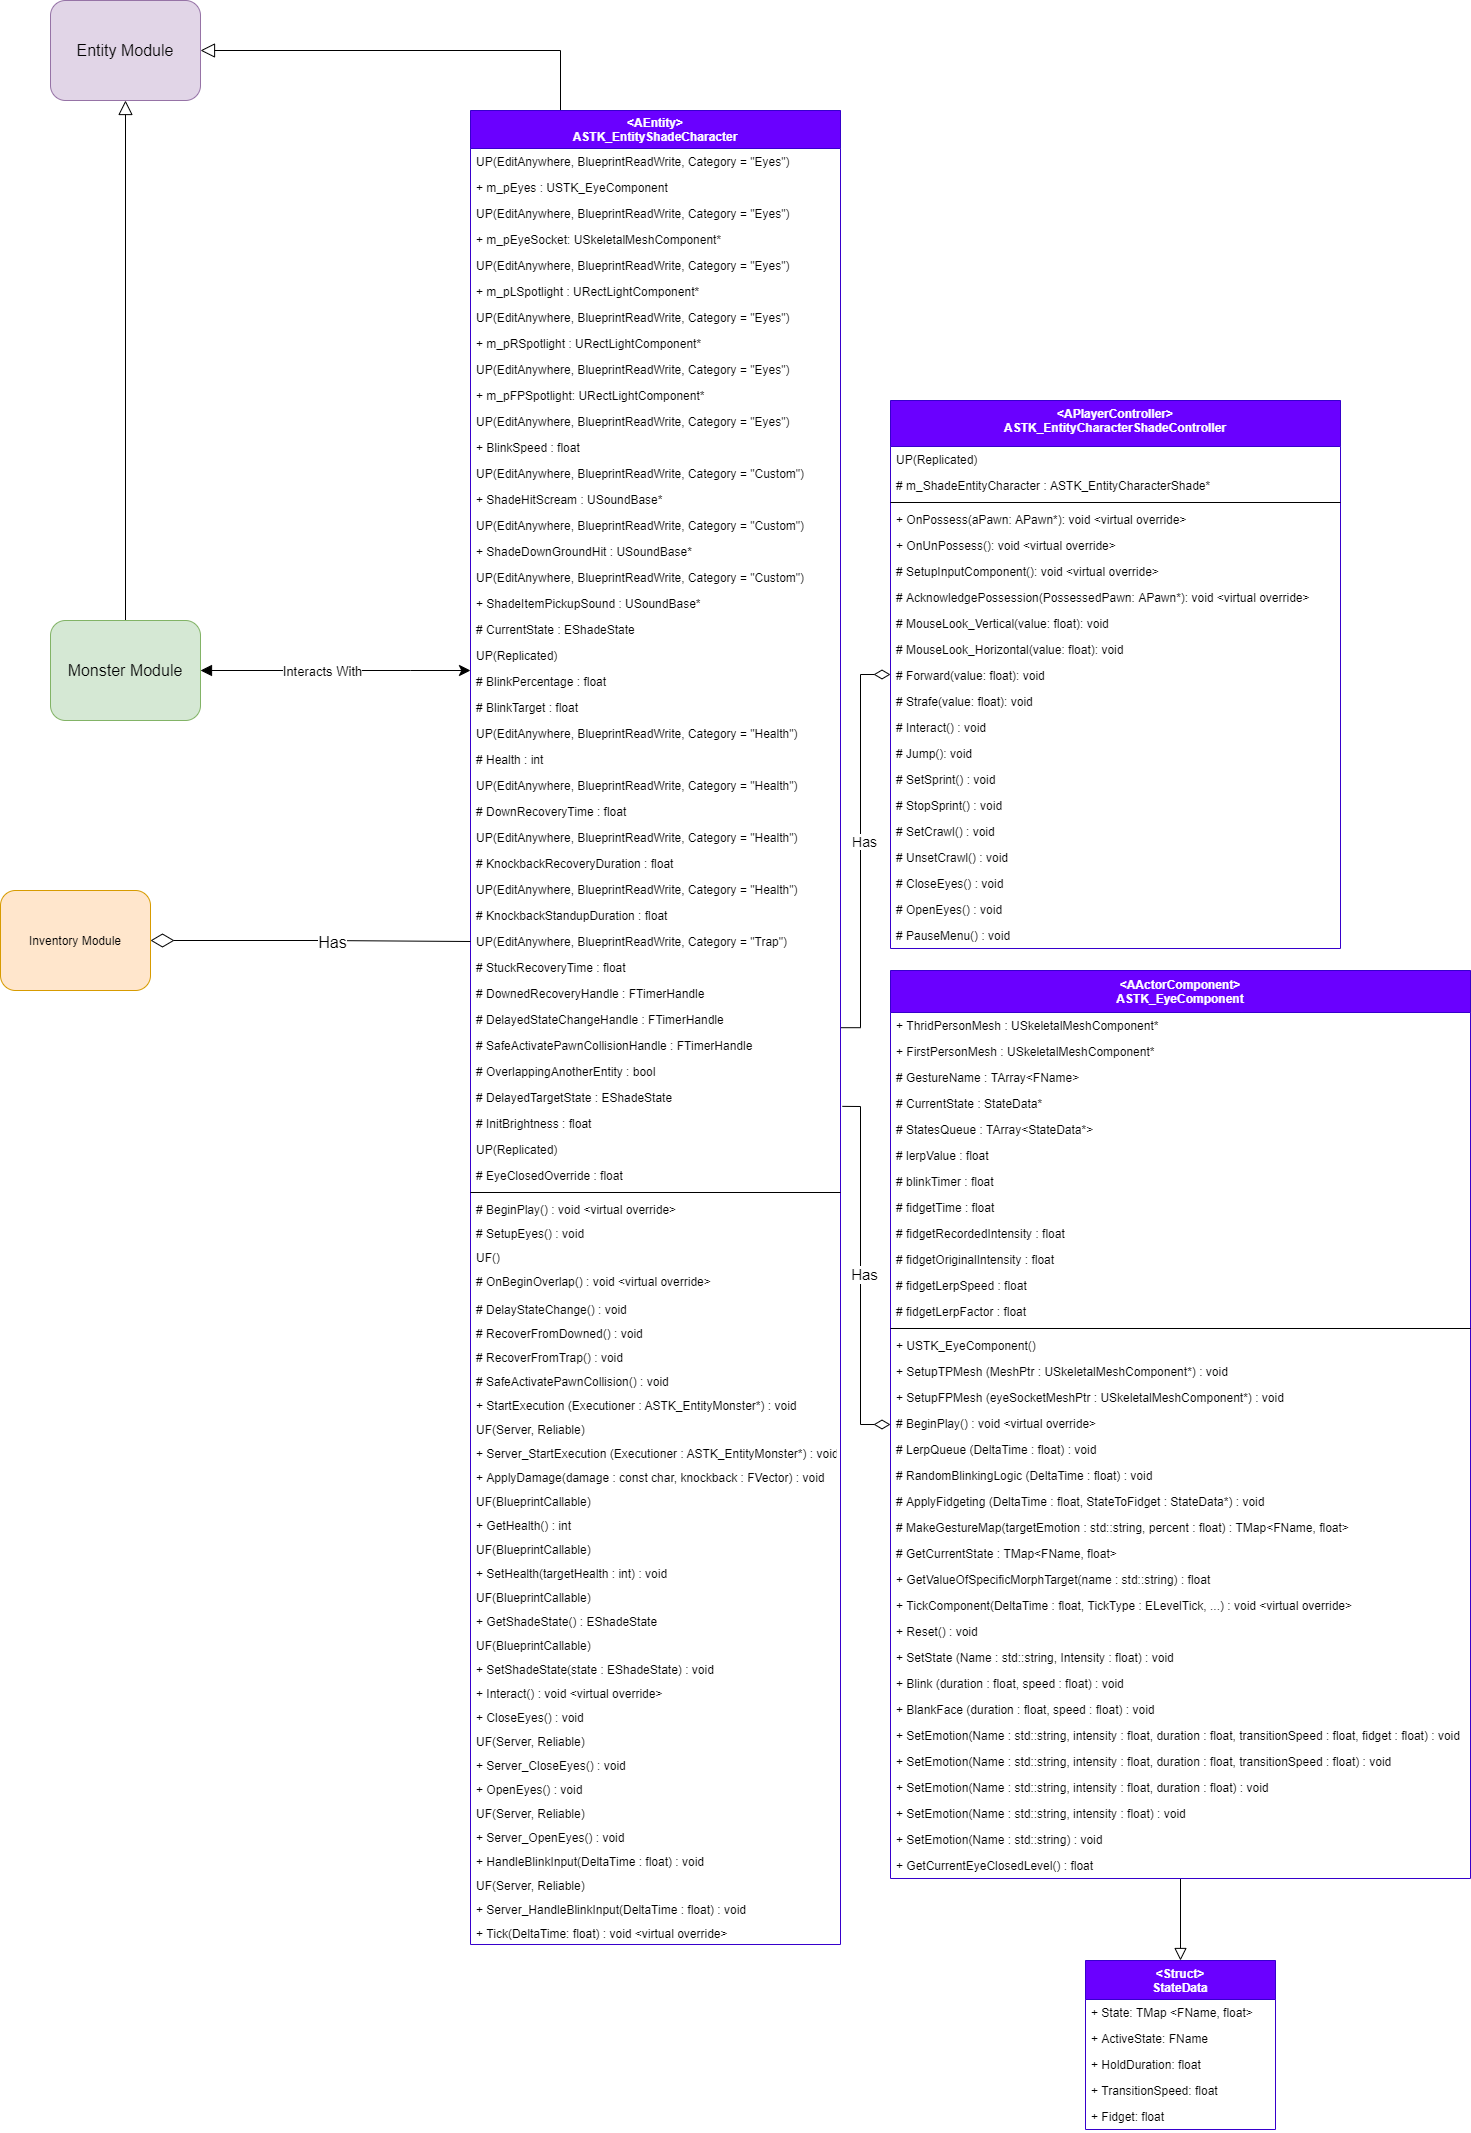 Entity Module
<AEntity>
ASTK_EntityShadeCharacter
UP(EditAnywhere, BlueprintReadWrite, Category = "Eyes")
+ m_pEyes : USTK_EyeComponent
UP(EditAnywhere, BlueprintReadWrite, Category = "Eyes")
+ m_pEyeSocket: USkeletalMeshComponent*
UP(EditAnywhere, BlueprintReadWrite, Category = "Eyes")
+ m_pLSpotlight : URectLightComponent*
UP(EditAnywhere, BlueprintReadWrite, Category = "Eyes")
+ m_pRSpotlight : URectLightComponent*
UP(EditAnywhere, BlueprintReadWrite, Category = "Eyes")
+ m_pFPSpotlight: URectLightComponent*
UP(EditAnywhere, BlueprintReadWrite, Category = "Eyes")
+ BlinkSpeed : float
UP(EditAnywhere, BlueprintReadWrite, Category = "Custom")
+ ShadeHitScream : USoundBase*
UP(EditAnywhere, BlueprintReadWrite, Category = "Custom")
+ ShadeDownGroundHit : USoundBase*
UP(EditAnywhere, BlueprintReadWrite, Category = "Custom")
+ ShadeItemPickupSound : USoundBase*
# CurrentState : EShadeState
UP(Replicated)
# BlinkPercentage : float
# BlinkTarget : float
UP(EditAnywhere, BlueprintReadWrite, Category = "Health")
# Health : int
UP(EditAnywhere, BlueprintReadWrite, Category = "Health")
# DownRecoveryTime : float
UP(EditAnywhere, BlueprintReadWrite, Category = "Health")
# KnockbackRecoveryDuration : float
UP(EditAnywhere, BlueprintReadWrite, Category = "Health")
# KnockbackStandupDuration : float
UP(EditAnywhere, BlueprintReadWrite, Category = "Trap")
# StuckRecoveryTime : float
# DownedRecoveryHandle : FTimerHandle
# DelayedStateChangeHandle : FTimerHandle
# SafeActivatePawnCollisionHandle : FTimerHandle
# OverlappingAnotherEntity : bool
# DelayedTargetState : EShadeState
# InitBrightness : float
UP(Replicated)
# EyeClosedOverride : float
# BeginPlay() : void <virtual override>
# SetupEyes() : void
UF()
# OnBeginOverlap() : void <virtual override>
# DelayStateChange() : void
# RecoverFromDowned() : void
# RecoverFromTrap() : void
# SafeActivatePawnCollision() : void
+ StartExecution (Executioner : ASTK_EntityMonster*) : void
UF(Server, Reliable)
+ Server_StartExecution (Executioner : ASTK_EntityMonster*) : void
+ ApplyDamage(damage : const char, knockback : FVector) : void
UF(BlueprintCallable)
+ GetHealth() : int
UF(BlueprintCallable)
+ SetHealth(targetHealth : int) : void
UF(BlueprintCallable)
+ GetShadeState() : EShadeState
UF(BlueprintCallable)
+ SetShadeState(state : EShadeState) : void
+ Interact() : void <virtual override>
+ CloseEyes() : void
UF(Server, Reliable)
+ Server_CloseEyes() : void
+ OpenEyes() : void
UF(Server, Reliable)
+ Server_OpenEyes() : void
+ HandleBlinkInput(DeltaTime : float) : void
UF(Server, Reliable)
+ Server_HandleBlinkInput(DeltaTime : float) : void
+ Tick(DeltaTime: float) : void <virtual override>
Monster Module
Interacts With
Inventory Module
Has
<APlayerController>
ASTK_EntityCharacterShadeController
UP(Replicated)
# m_ShadeEntityCharacter : ASTK_EntityCharacterShade*
+ OnPossess(aPawn: APawn*): void <virtual override>
+ OnUnPossess(): void <virtual override>
# SetupInputComponent(): void <virtual override>
# AcknowledgePossession(PossessedPawn: APawn*): void <virtual override>
# MouseLook_Vertical(value: float): void
# MouseLook_Horizontal(value: float): void
# Forward(value: float): void
# Strafe(value: float): void
# Interact() : void
# Jump(): void
# SetSprint() : void
# StopSprint() : void
# SetCrawl() : void
# UnsetCrawl() : void
# CloseEyes() : void
# OpenEyes() : void
# PauseMenu() : void
Has
<AActorComponent>
ASTK_EyeComponent
+ ThridPersonMesh : USkeletalMeshComponent*
+ FirstPersonMesh : USkeletalMeshComponent*
# GestureName : TArray<FName>
# CurrentState : StateData*
# StatesQueue : TArray<StateData*>
# lerpValue : float
# blinkTimer : float
# fidgetTime : float
# fidgetRecordedIntensity : float
# fidgetOriginalIntensity : float
# fidgetLerpSpeed : float
# fidgetLerpFactor : float
+ USTK_EyeComponent()
+ SetupTPMesh (MeshPtr : USkeletalMeshComponent*) : void
+ SetupFPMesh (eyeSocketMeshPtr : USkeletalMeshComponent*) : void
# BeginPlay() : void <virtual override>
# LerpQueue (DeltaTime : float) : void
# RandomBlinkingLogic (DeltaTime : float) : void
# ApplyFidgeting (DeltaTime : float, StateToFidget : StateData*) : void
# MakeGestureMap(targetEmotion : std::string, percent : float) : TMap<FName, float>
# GetCurrentState : TMap<FName, float>
+ GetValueOfSpecificMorphTarget(name : std::string) : float
+ TickComponent(DeltaTime : float, TickType : ELevelTick, ...) : void <virtual override>
+ Reset() : void
+ SetState (Name : std::string, Intensity : float) : void
+ Blink (duration : float, speed : float) : void
+ BlankFace (duration : float, speed : float) : void
+ SetEmotion(Name : std::string, intensity : float, duration : float, transitionSpeed : float, fidget : float) : void
+ SetEmotion(Name : std::string, intensity : float, duration : float, transitionSpeed : float) : void
+ SetEmotion(Name : std::string, intensity : float, duration : float) : void
+ SetEmotion(Name : std::string, intensity : float) : void
+ SetEmotion(Name : std::string) : void
+ GetCurrentEyeClosedLevel() : float
Has
<Struct>
StateData
+ State: TMap <FName, float>
+ ActiveState: FName
+ HoldDuration: float
+ TransitionSpeed: float
+ Fidget: float